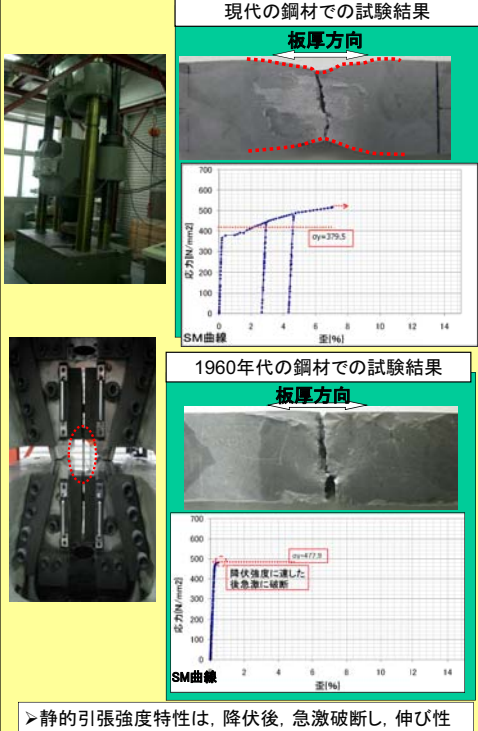 現代の鋼材での試験結果
板厚方向
700
600
500
400
300
200
100
0
応力[N/mm2]
σy=379.5
0 2 4 6 8 10 12 14
SM曲線
歪[%]
1960年代の鋼材での試験結果
板厚方向
700
600
500
400
300
200
100
0
応力[N/mm2]
σy=477.9
降伏強度に達した
後急激に破断
2 4 6 8 10 12 14
SM曲線
歪[%]
➢静的引張強度特性は，降伏後，急激破断し，伸び性